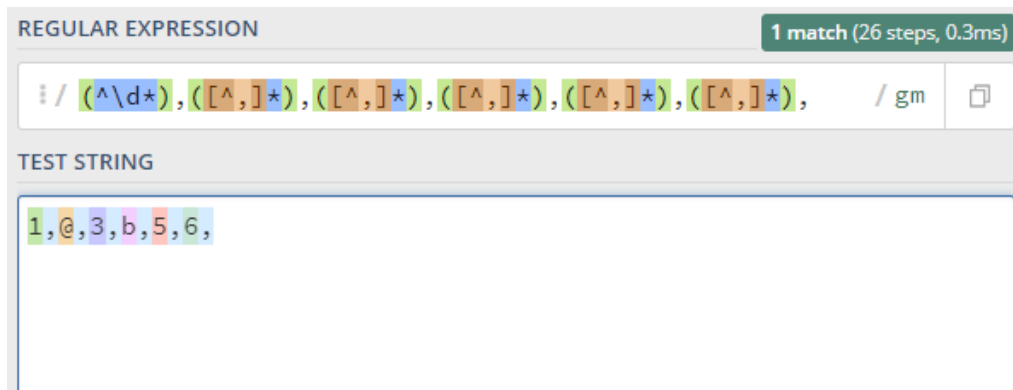 REGULAR EXPRESSION 1 match (26 steps, 0.3ms)
/ (^\d*),([^,]*),([^,]*),([^,]*),([^,]*),([^,]*), / gm
TEST STRING
1,@,3,b,5,6,